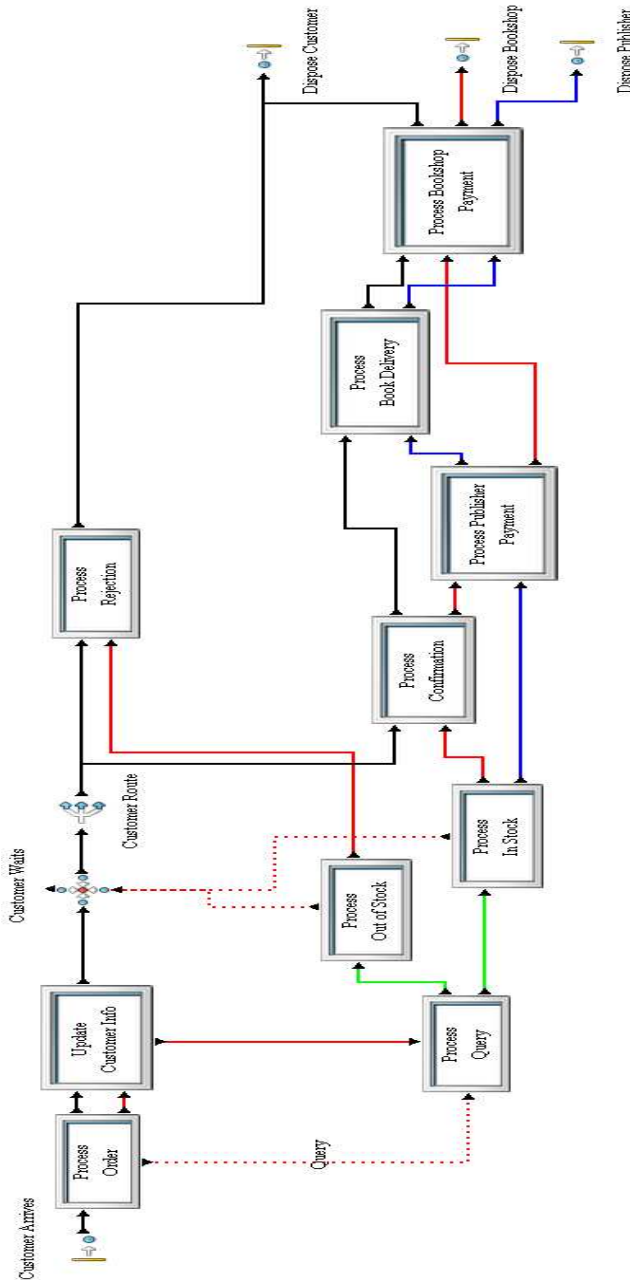 Customer Arrives
Process
Order
Update
Customer Info
Customer Waits
Customer Route
Process
Rejection
Dispose Customer
Query
Process
Query
Process
Out of Stock
Process
In Stock
Process
Confirmation
Process Publisher
Payment
Process
Book Delivery
Process Bookshop
Payment
Dispose Bookshop
Dispose Publisher